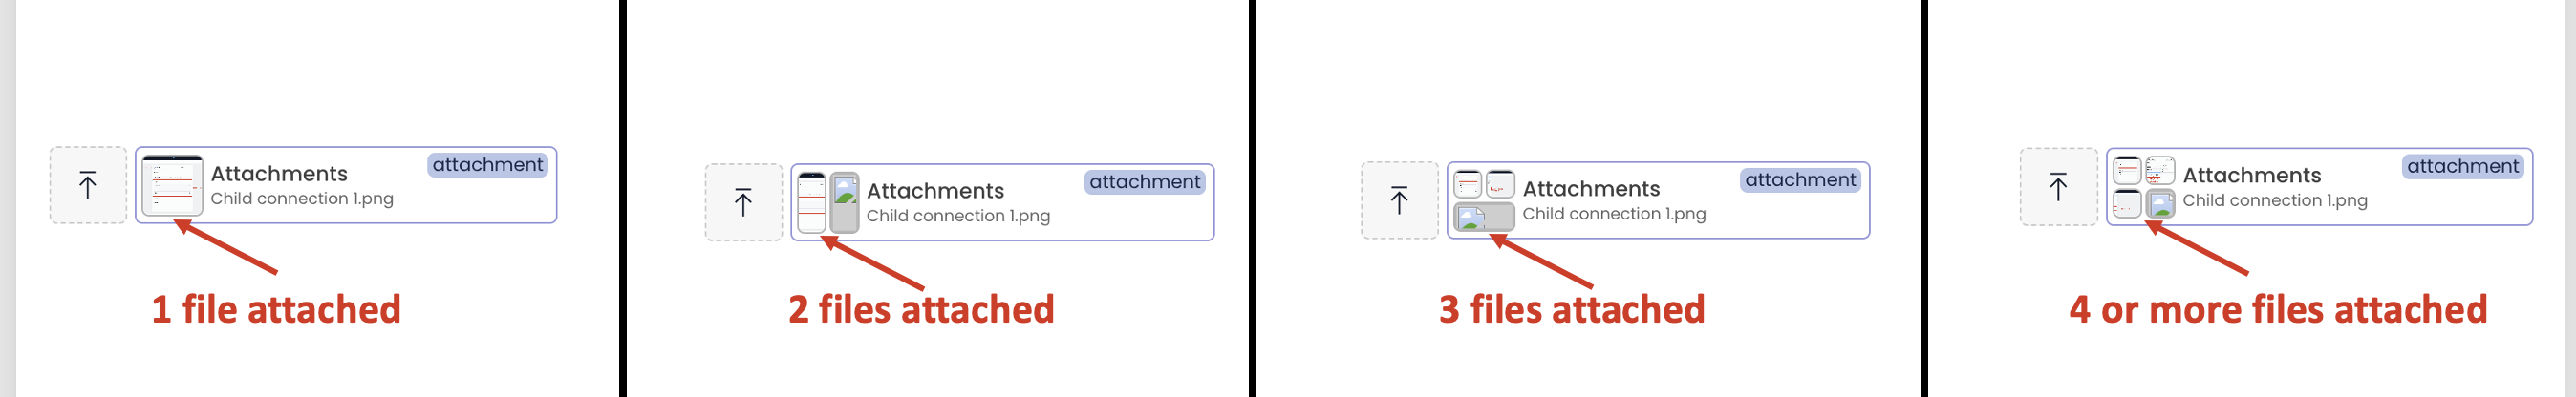 Attachments
attachment
Child connection 1.png
1 file attached
Attachments
attachment
Child connection 1.png
2 files attached
Attachments
attachment
Child connection 1.png
3 files attached
Attachments
attachment
Child connection 1.png
4 or more files attached